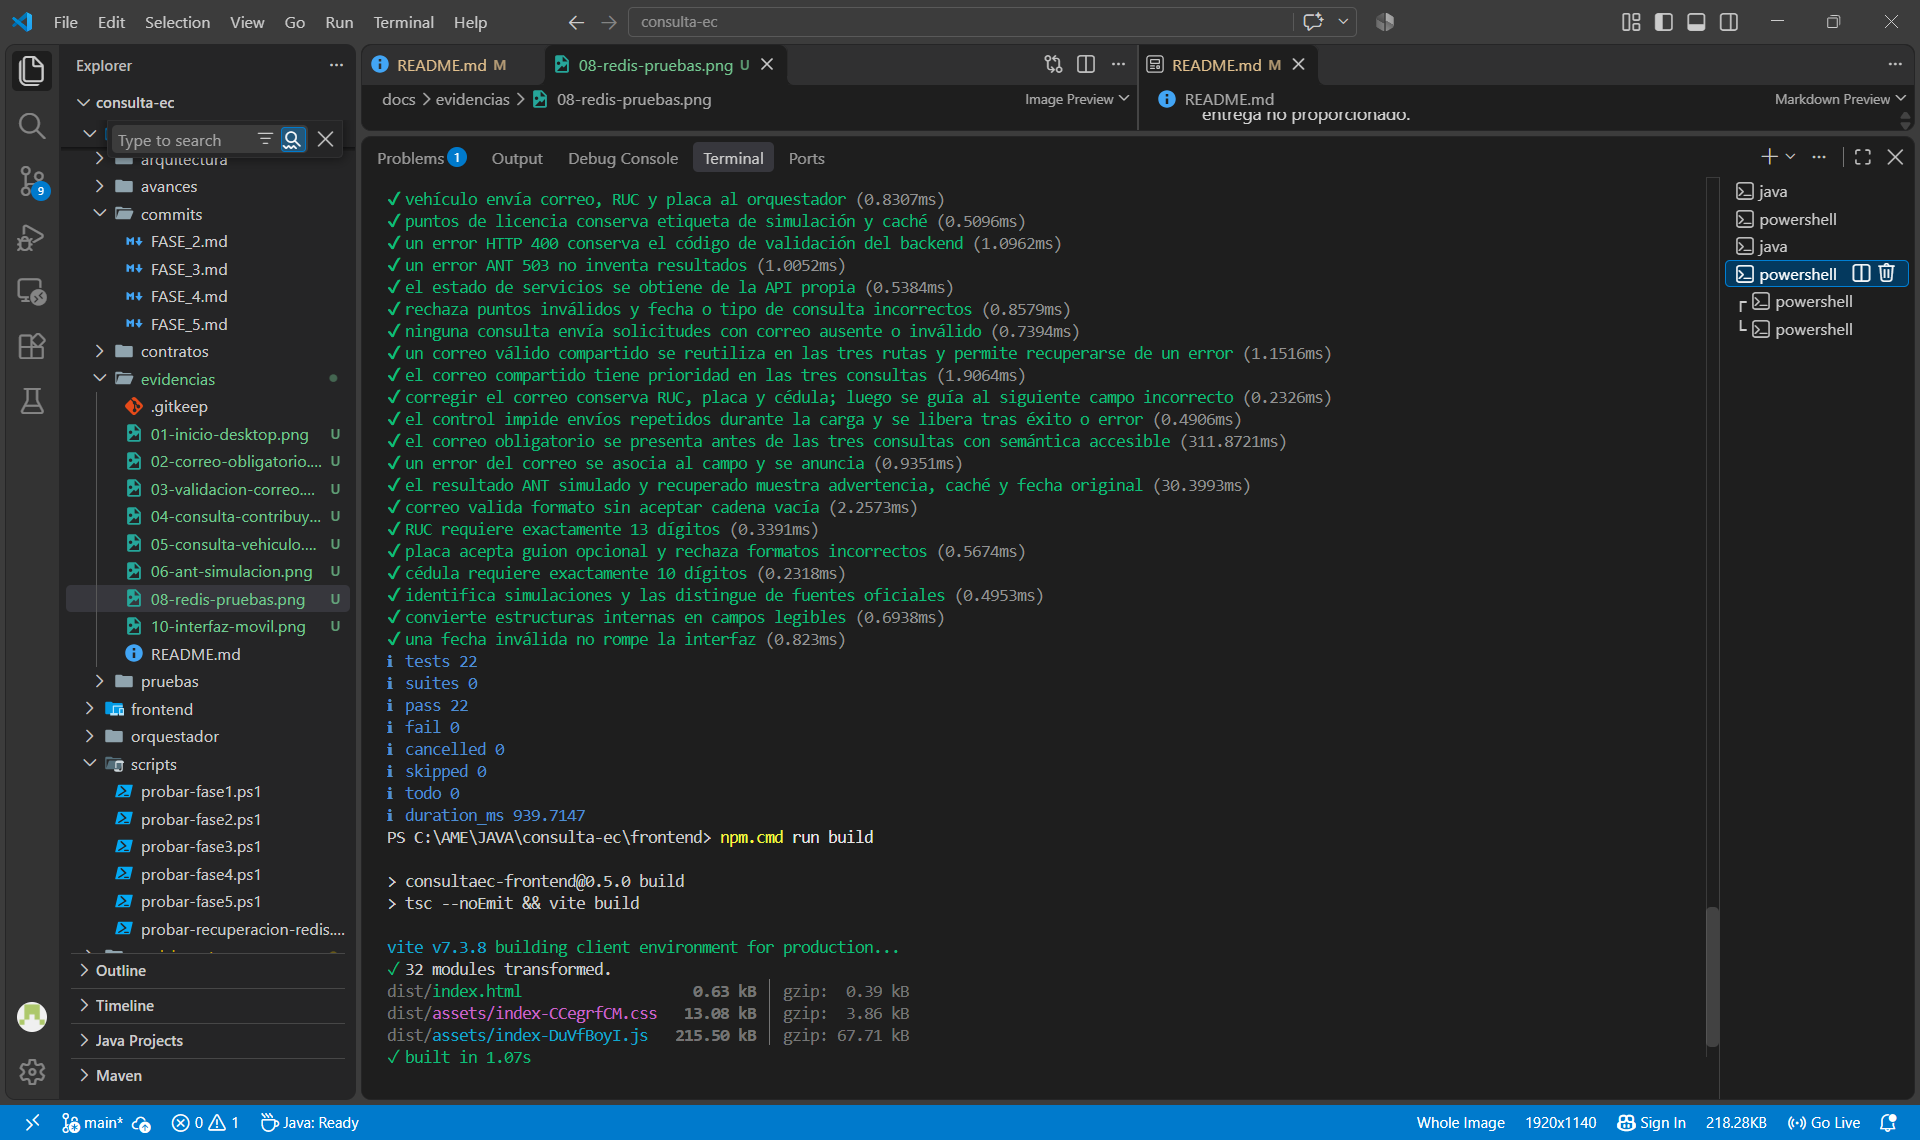 File Edit Selection View Go Run Terminal Help
consulta-ec
Explorer
consulta-ec
Type to search
arquitectura
avances
commits
FASE_2.md
FASE_3.md
FASE_4.md
FASE_5.md
contratos
evidencias
.gitkeep
01-inicio-desktop.png U
02-correo-obligatorio.... U
03-validacion-correo.... U
04-consulta-contribuy... U
05-consulta-vehiculo.... U
06-ant-simulacion.png U
08-redis-pruebas.png U
10-interfaz-movil.png U
README.md
pruebas
frontend
orquestador
scripts
probar-fase1.ps1
probar-fase2.ps1
probar-fase3.ps1
probar-fase4.ps1
probar-fase5.ps1
probar-recuperacion-redis....
Outline
Timeline
Java Projects
Maven
9
README.md M
08-redis-pruebas.png U
docs > evidencias > 08-redis-pruebas.png
Image Preview
README.md M
README.md
Markdown Preview
entrega no proporcionado.
Problems 1 Output Debug Console Terminal Ports
✓ vehículo envía correo, RUC y placa al orquestador (0.8307ms)
✓ puntos de licencia conserva etiqueta de simulación y caché (0.5096ms)
✓ un error HTTP 400 conserva el código de validación del backend (1.0962ms)
✓ un error ANT 503 no inventa resultados (1.0052ms)
✓ el estado de servicios se obtiene de la API propia (0.5384ms)
✓ rechaza puntos inválidos y fecha o tipo de consulta incorrectos (0.8579ms)
✓ ninguna consulta envía solicitudes con correo ausente o inválido (0.7394ms)
✓ un correo válido compartido se reutiliza en las tres rutas y permite recuperarse de un error (1.1516ms)
✓ el correo compartido tiene prioridad en las tres consultas (1.9064ms)
✓ corregir el correo conserva RUC, placa y cédula; luego se guía al siguiente campo incorrecto (0.2326ms)
✓ el control impide envíos repetidos durante la carga y se libera tras éxito o error (0.4906ms)
✓ el correo obligatorio se presenta antes de las tres consultas con semántica accesible (311.8721ms)
✓ un error del correo se asocia al campo y se anuncia (0.9351ms)
✓ el resultado ANT simulado y recuperado muestra advertencia, caché y fecha original (30.3993ms)
✓ correo valida formato sin aceptar cadena vacía (2.2573ms)
✓ RUC requiere exactamente 13 dígitos (0.3391ms)
✓ placa acepta guion opcional y rechaza formatos incorrectos (0.5674ms)
✓ cédula requiere exactamente 10 dígitos (0.2318ms)
✓ identifica simulaciones y las distingue de fuentes oficiales (0.4953ms)
✓ convierte estructuras internas en campos legibles (0.6938ms)
✓ una fecha inválida no rompe la interfaz (0.823ms)
ℹ tests 22
ℹ suites 0
ℹ pass 22
ℹ fail 0
ℹ cancelled 0
ℹ skipped 0
ℹ todo 0
ℹ duration_ms 939.7147
PS C:\AME\JAVA\consulta-ec\frontend> npm.cmd run build
> consultaec-frontend@0.5.0 build
> tsc --noEmit && vite build
vite v7.3.8 building client environment for production...
✓ 32 modules transformed.
dist/index.html 0.63 kB │ gzip: 0.39 kB
dist/assets/index-CCegrfCM.css 13.08 kB │ gzip: 3.86 kB
dist/assets/index-DuVfBoyI.js 215.50 kB │ gzip: 67.71 kB
✓ built in 1.07s
java
powershell
java
powershell
powershell
powershell
main* 0 1 Java: Ready
Whole Image 1920x1140 Sign In 218.28KB Go Live